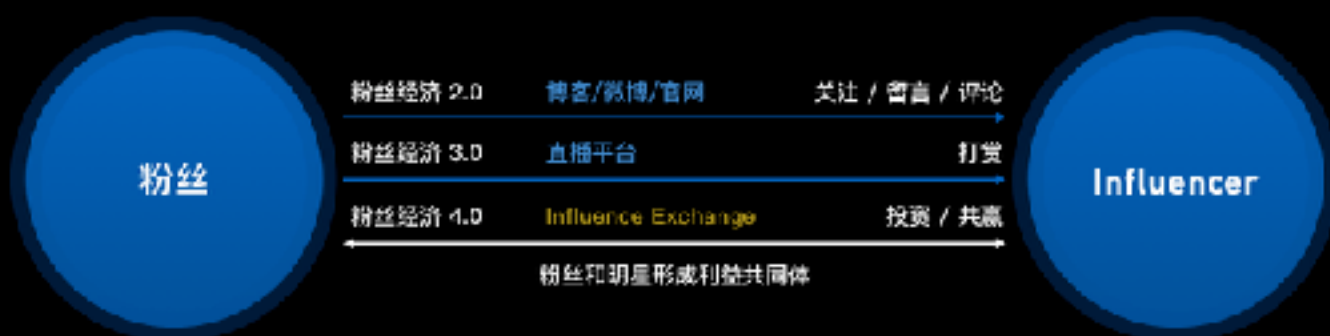 粉丝
粉丝经济 2.0 博客/微博/官网 关注 / 留言 / 评论
粉丝经济 3.0 直播平台 打赏
粉丝经济 4.0 Influence Exchange 投资 / 共赢
粉丝和明星形成利益共同体
Influencer